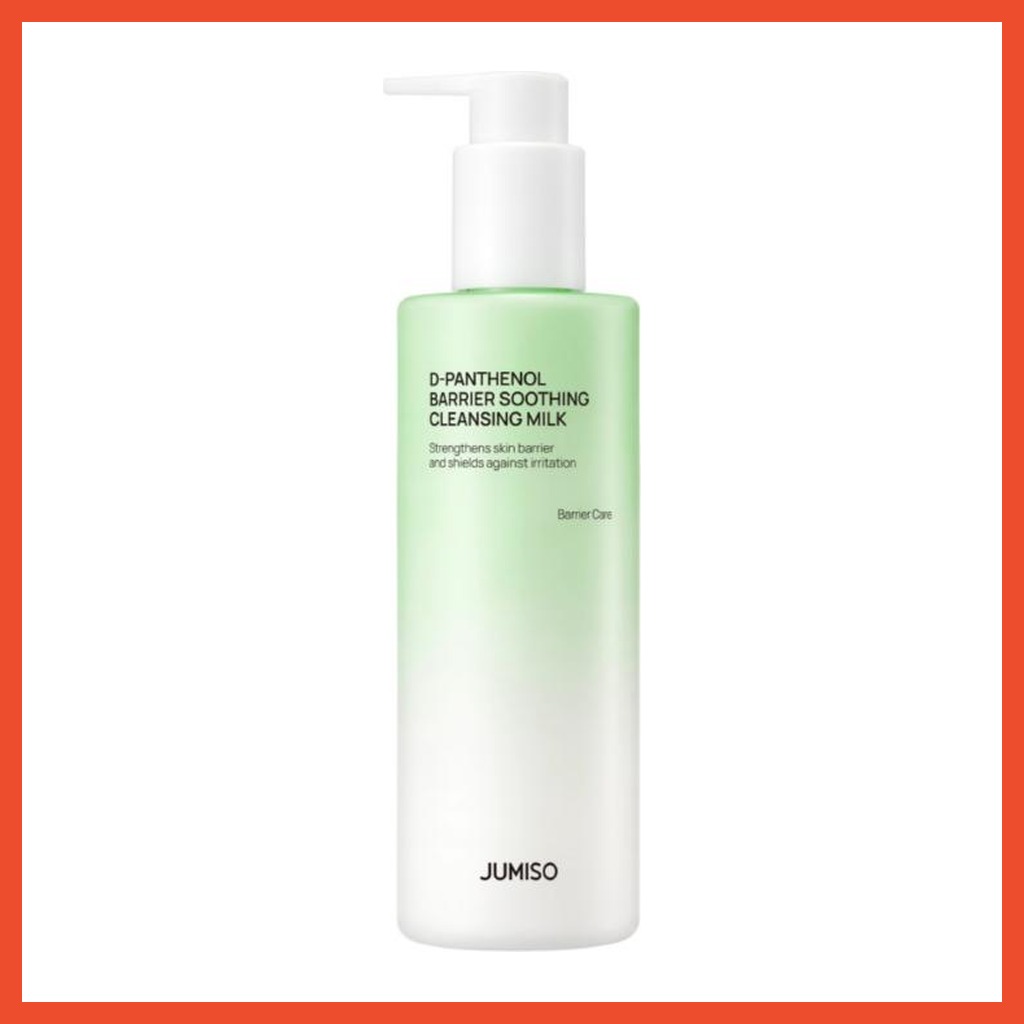 D-PANTHENOL
BARRIER SOOTHING
CLEANSING MILK
Strengthens skin barrier
and shields against irritation
Barrier Care
JUMISO